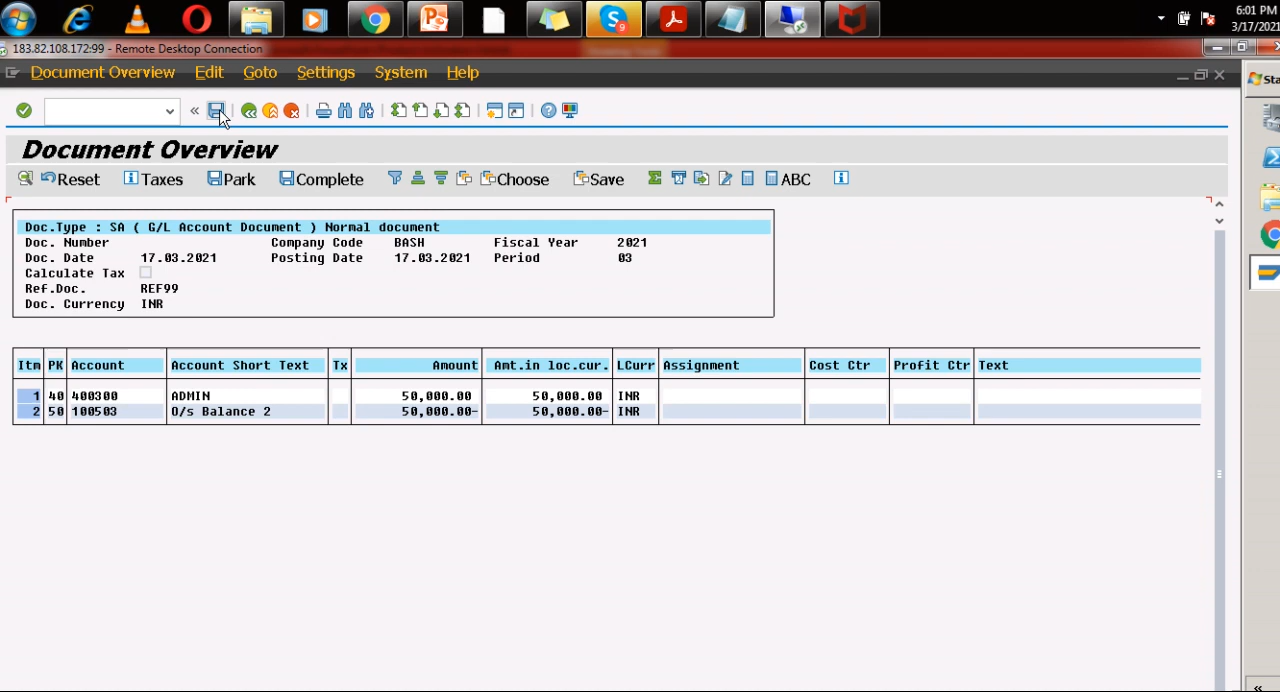 6:01 PM
3/17/2021
183.82.108.172:99 - Remote Desktop Connection
Document Overview Edit Goto Settings System Help
Sta
Document Overview
Reset Taxes Park Complete Choose Save ABC
Doc.Type : SA ( G/L Account Document ) Normal document
Doc. Number Company Code BASH Fiscal Year 2021
Doc. Date 17.03.2021 Posting Date 17.03.2021 Period 03
Calculate Tax
Ref.Doc. REF99
Doc. Currency INR
Itm PK Account Account Short Text Tx Amount Amt.in loc.cur. LCurr Assignment Cost Ctr Profit Ctr Text
1 40 400300 ADMIN 50,000.00 50,000.00 INR
2 50 100503 O/s Balance 2 50,000.00- 50,000.00- INR